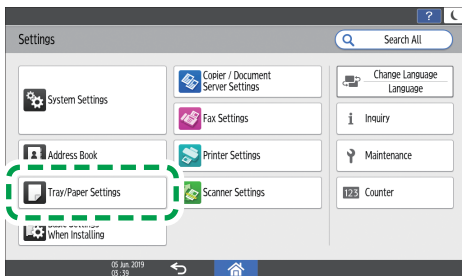 ?
Settings
Search All
System Settings
Copier / Document
Server Settings
Change Language
Language
Fax Settings
Inquiry
Address Book
Printer Settings
Maintenance
Tray/Paper Settings
Scanner Settings
123 Counter
When Installing
05 Jun. 2019
03:39